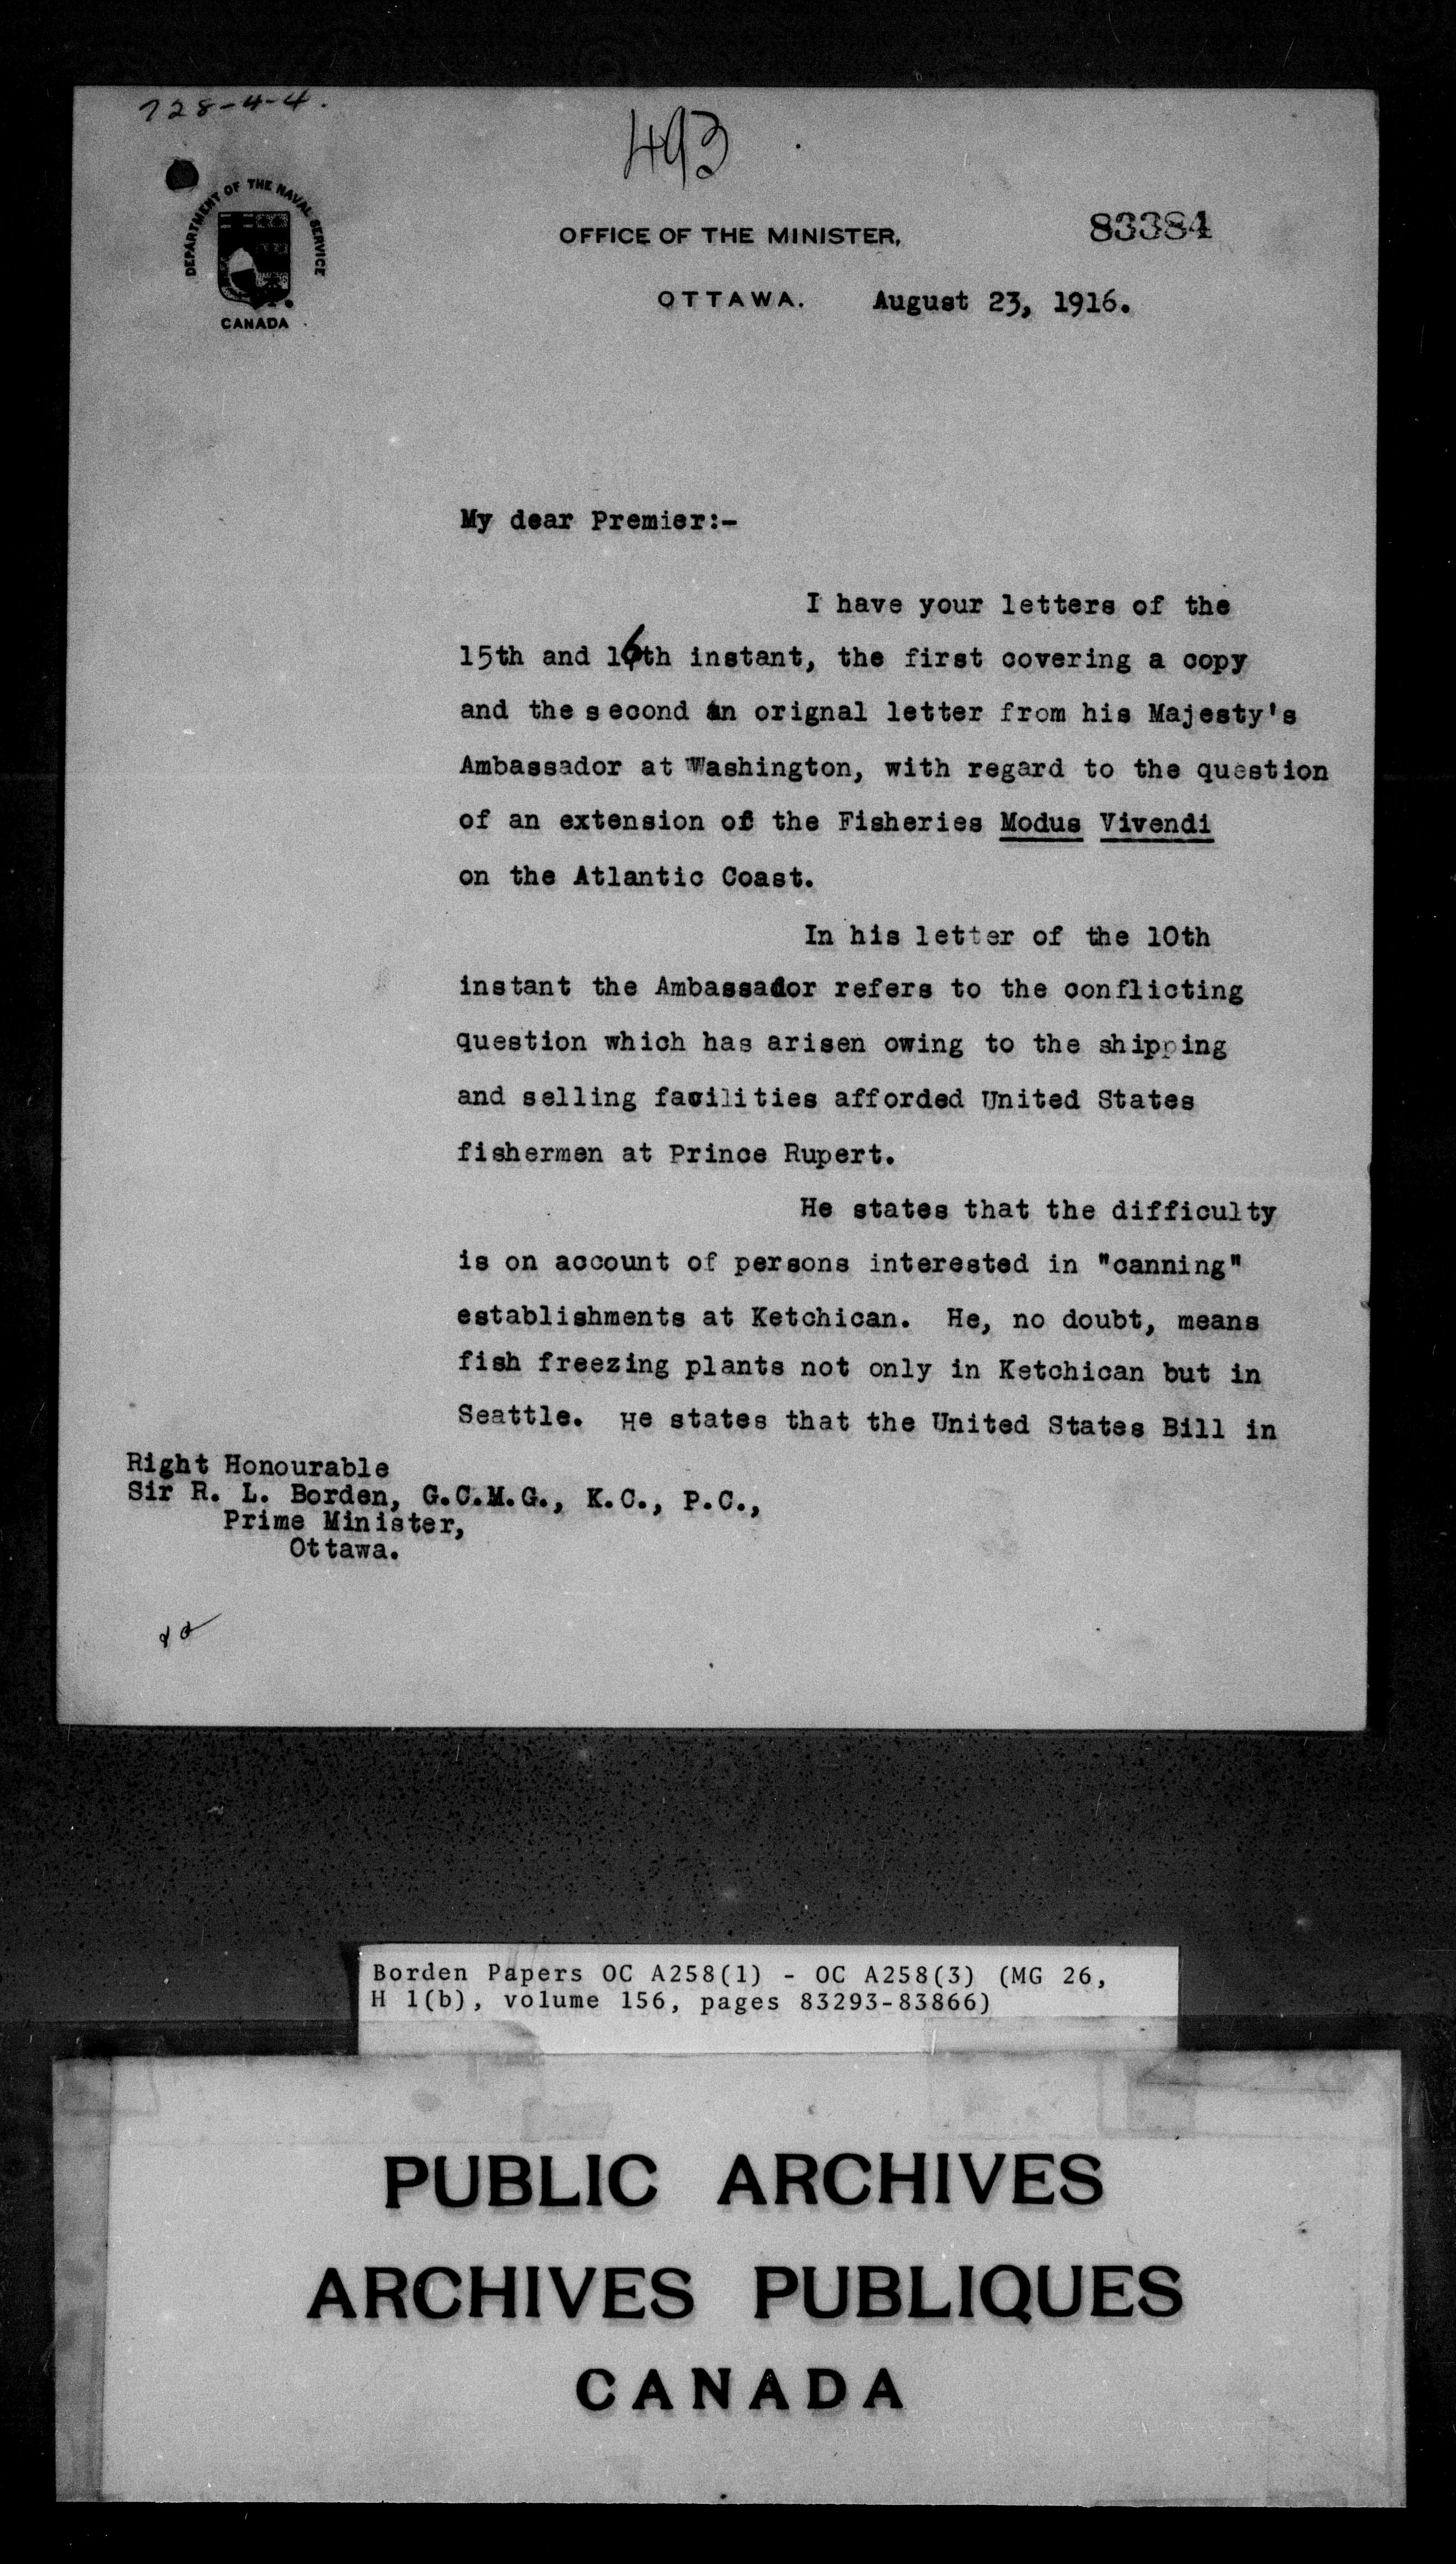 728-4-4.
493
DEPARTMENT OF THE NAVAL SERVICE
CANADA
OFFICE OF THE MINISTER,
83384
OTTAWA. August 23, 1916.
My dear Premier:-
I have your letters of the
15th and 16th instant, the first covering a copy
and the second an orignal letter from his Majesty's
Ambassador at Washington, with regard to the question
of an extension of the Fisheries Modus Vivendi
on the Atlantic Coast.
In his letter of the 10th
instant the Ambassador refers to the conflicting
question which has arisen owing to the shipping
and selling facilities afforded United States
fishermen at Prince Rupert.
He states that the difficulty
is on account of persons interested in "canning"
establishments at Ketchican. He, no doubt, means
fish freezing plants not only in Ketchican but in
Seattle. He states that the United States Bill in
Right Honourable
Sir R. L. Borden, G.C.M.G., K.C., P.C.,
Prime Minister,
Ottawa.
Borden Papers OC A258(1) - OC A258(3) (MG 26,
H 1(b), volume 156, pages 83293-83866)
PUBLIC ARCHIVES
ARCHIVES PUBLIQUES
CANADA